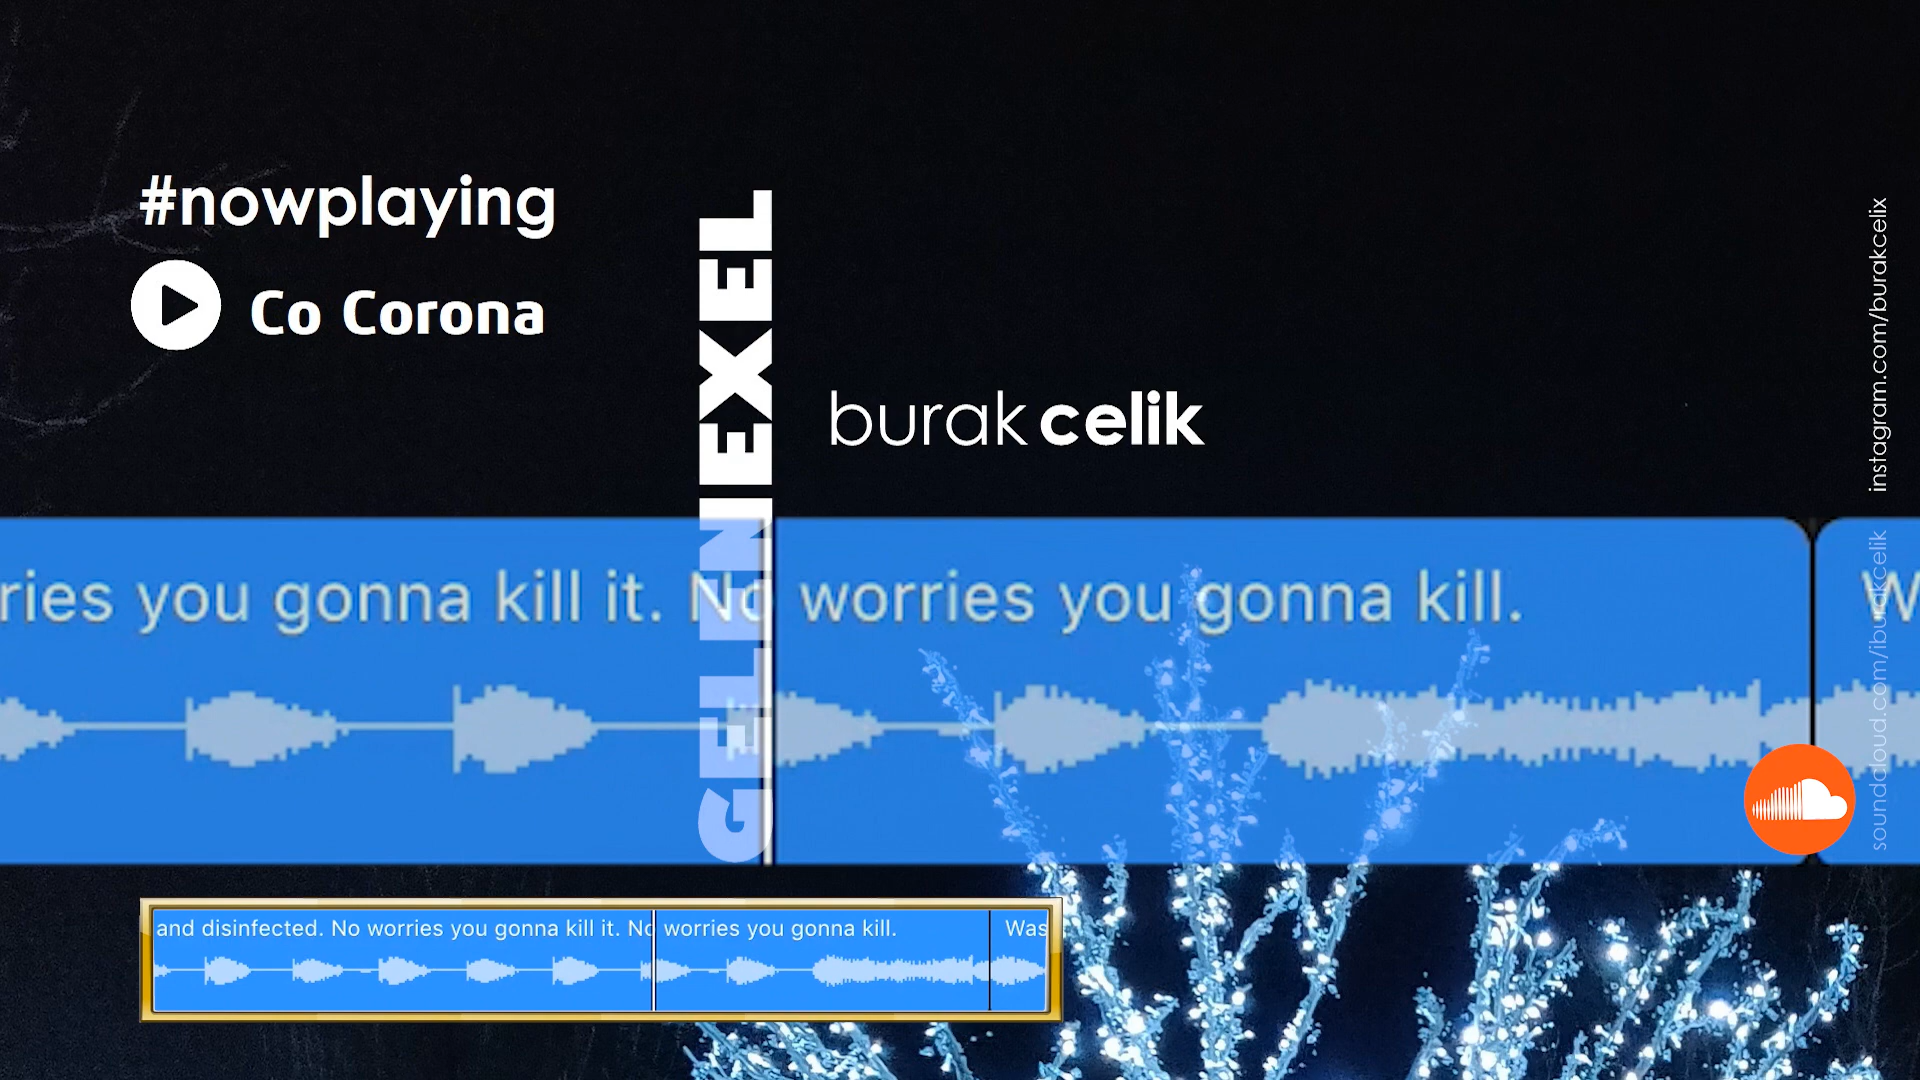 #nowplaying
Co Corona
GELENEXEL
burak celik
instagram.com/burakcelix
soundcloud.com/iburakcelik
ries you gonna kill it. No worries you gonna kill. W
and disinfected. No worries you gonna kill it. No worries you gonna kill. Was